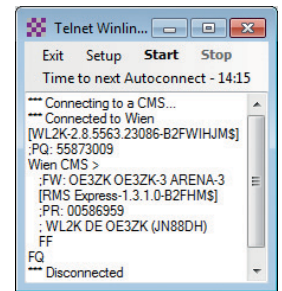 Telnet Winlin...
Exit Setup Start Stop
Time to next Autoconnect - 14:15
*** Connecting to a CMS...
*** Connected to Wien
[WL2K-2.8.5563.23086-B2FWIHJM$]
;PQ: 55873009
Wien CMS >
;FW: OE3ZK OE3ZK-3 ARENA-3
[RMS Express-1.3.1.0-B2FHM$]
;PR: 00586959
; WL2K DE OE3ZK (JN88DH)
FF
FQ
*** Disconnected